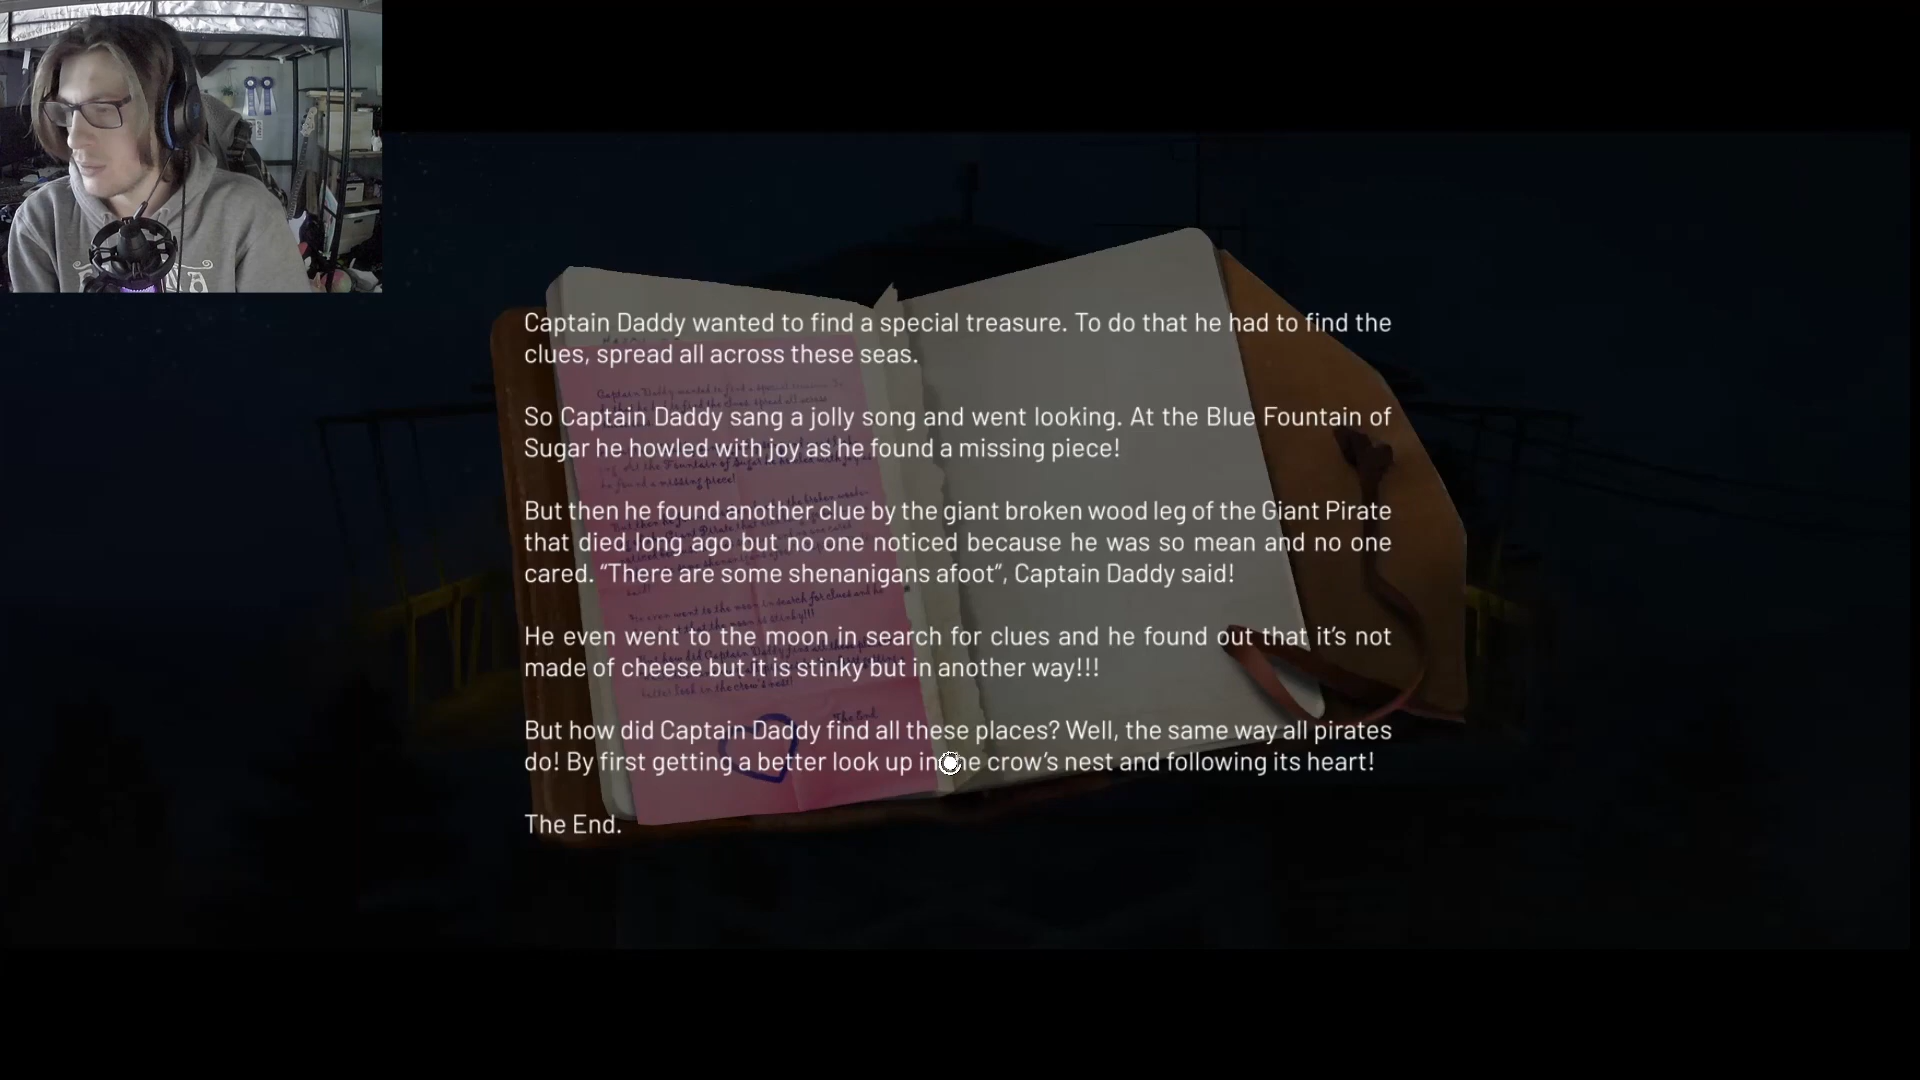 Captain Daddy wanted to find a special treasure. To do that he had to find the
clues, spread all across these seas.
So Captain Daddy sang a jolly song and went looking. At the Blue Fountain of
Sugar he howled with joy as he found a missing piece!
But then he found another clue by the giant broken wood leg of the Giant Pirate
that died long ago but no one noticed because he was so mean and no one
cared. “There are some shenanigans afoot”, Captain Daddy said!
He even went to the moon in search for clues and he found out that it’s not
made of cheese but it is stinky but in another way!!!
But how did Captain Daddy find all these places? Well, the same way all pirates
do! By first getting a better look up in the crow’s nest and following its heart!
The End.